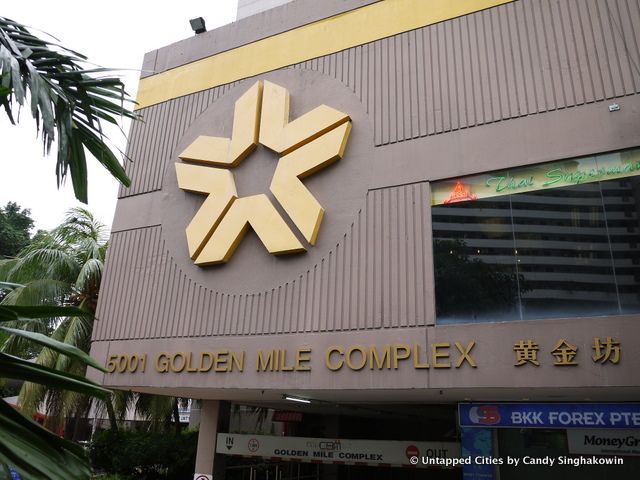 Thai Superma
5001 GOLDEN MILE COMPLEX 黄金坊
BKK FOREX PTE
MoneyGr
IN
GOLDEN MILE COMPLEX
OUT
© Untapped Cities by Candy Singhakowin